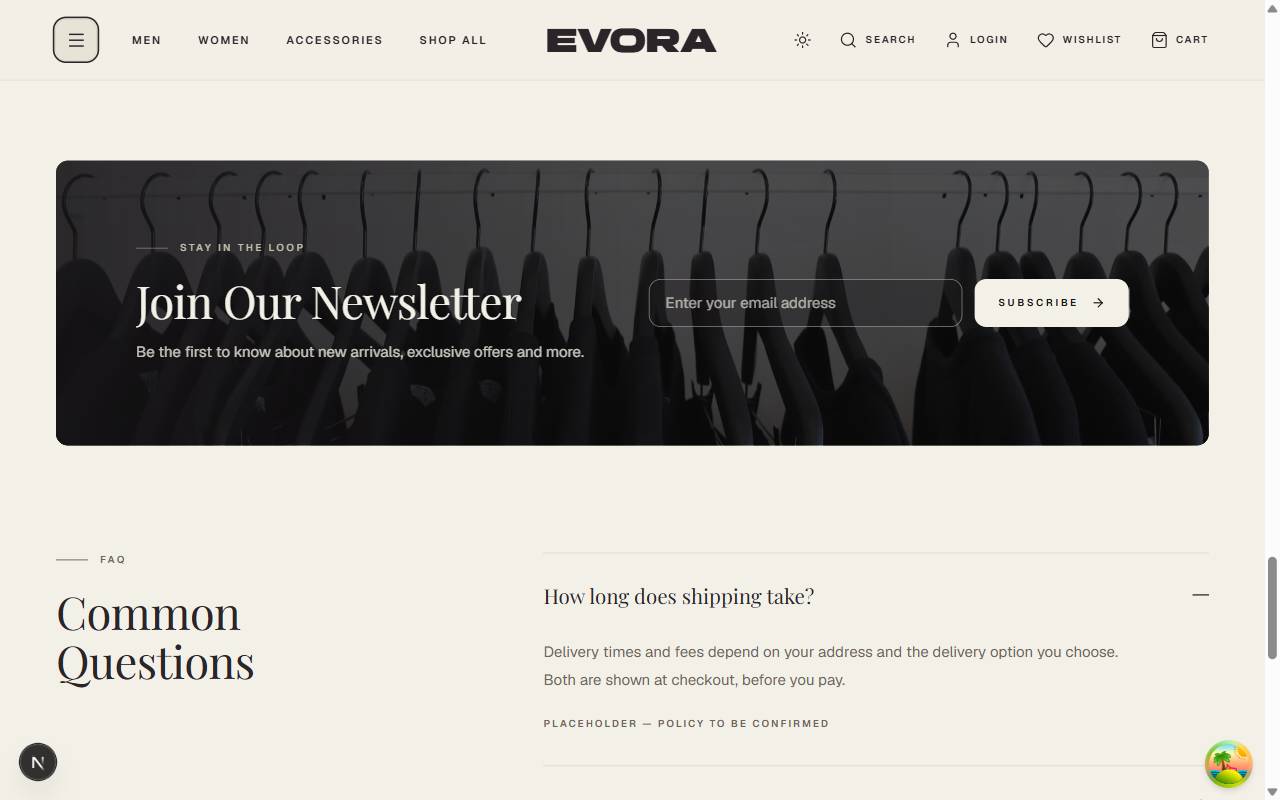 MEN WOMEN ACCESSORIES SHOP ALL EVORA SEARCH LOGIN WISHLIST CART
STAY IN THE LOOP
Join Our Newsletter
Be the first to know about new arrivals, exclusive offers and more.
Enter your email address SUBSCRIBE
FAQ
Common
Questions
How long does shipping take?
Delivery times and fees depend on your address and the delivery option you choose.
Both are shown at checkout, before you pay.
PLACEHOLDER — POLICY TO BE CONFIRMED
N